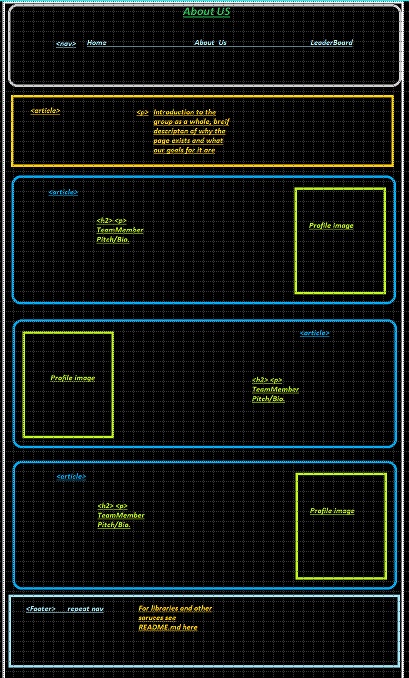 About US
<nav> Home About Us LeaderBoard
<article>
<p> Introduction to the
group as a whole, breif
descripton of why the
page exists and what
our goals for it are
<article>
<h2> <p>
TeamMember
Pitch/Bio.
Profile image
<article>
Profile image
<h2> <p>
TeamMember
Pitch/Bio.
<article>
<h2> <p>
TeamMember
Pitch/Bio.
Profile image
<Footer> repeat nav
For libraries and other
soruces see
README.md here